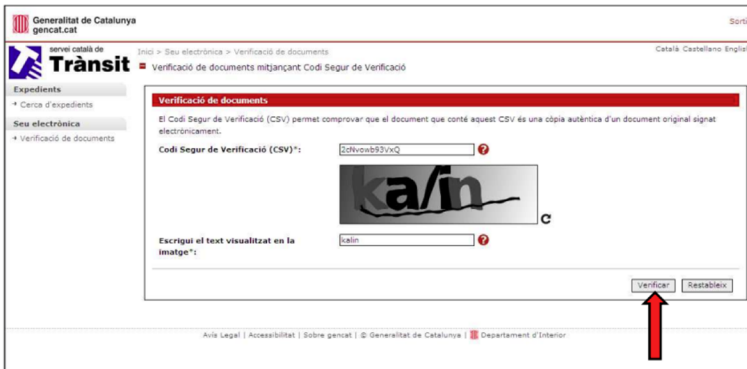 Generalitat de Catalunya
gencat.cat
Sorti
servei català de
Trànsit
Inici > Seu electrònica > Verificació de documents
Català Castellano Englis
Verificació de documents mitjançant Codi Segur de Verificació
Expedients
Cerca d'expedients
Seu electrònica
Verificació de documents
Verificació de documents
El Codi Segur de Verificació (CSV) permet comprovar que el document que conté aquest CSV és una còpia autèntica d'un document original signat
electrònicament.
Codi Segur de Verificació (CSV)*:
2cNvowb93VxQ
?
kalin
Escrigui el text visualitzat en la
imatge*:
kalin
?
Verificar
Restableix
Avís Legal | Accessibilitat | Sobre gencat | © Generalitat de Catalunya | Departament d'Interior